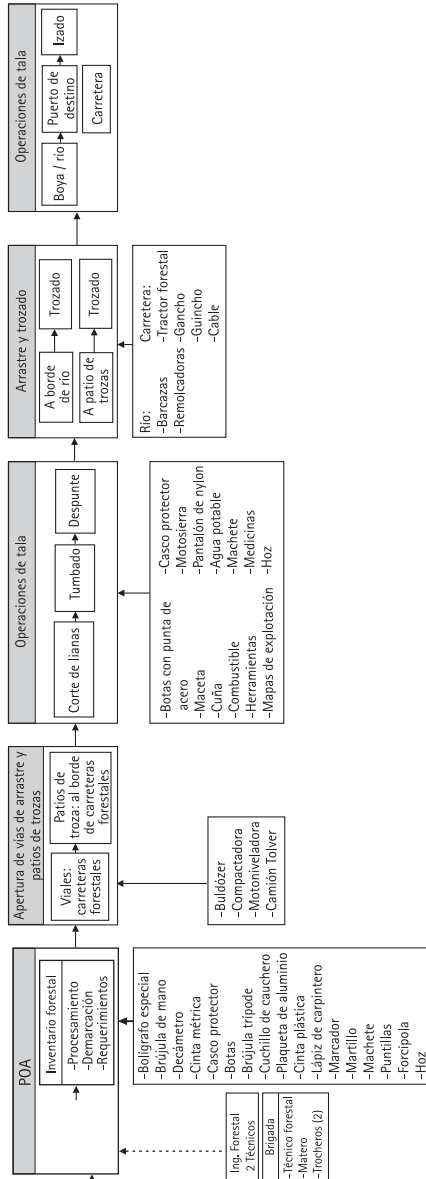 POA
Inventario forestal
–Procesamiento
–Demarcación
–Requerimientos
Ing. Forestal
2 Técnicos
Brigada
–Técnico forestal
–Matero
–Trocheros (2)
–Bolígrafo especial
–Brújula de mano
–Decámetro
–Cinta métrica
–Casco protector
–Botas
–Brújula trípode
–Cuchillo de cauchero
–Plaqueta de aluminio
–Cinta plástica
–Lápiz de carpintero
–Marcador
–Martillo
–Machete
–Puntillas
–Forcípola
–Hoz
Apertura de vías de arrastre y
patios de trozas
Viales:
carreteras
forestales
Patios de
troza: al borde
de carreteras
forestales
–Buldózer
–Compactadora
–Motoniveladora
–Camión Tolver
Operaciones de tala
Corte de lianas
Tumbado
Despunte
–Botas con punta de
acero
–Maceta
–Cuña
–Combustible
–Herramientas
–Mapas de explotación
–Casco protector
–Motosierra
–Pantalón de nylon
–Agua potable
–Machete
–Medicinas
–Hoz
Arrastre y trozado
A borde
de río
Trozado
A patio de
trozas
Trozado
Río:
–Barcazas
–Remolcadoras
Carretera:
–Tractor forestal
–Gancho
–Guincho
–Cable
Operaciones de tala
Boya / río
Puerto de
destino
Izado
Carretera